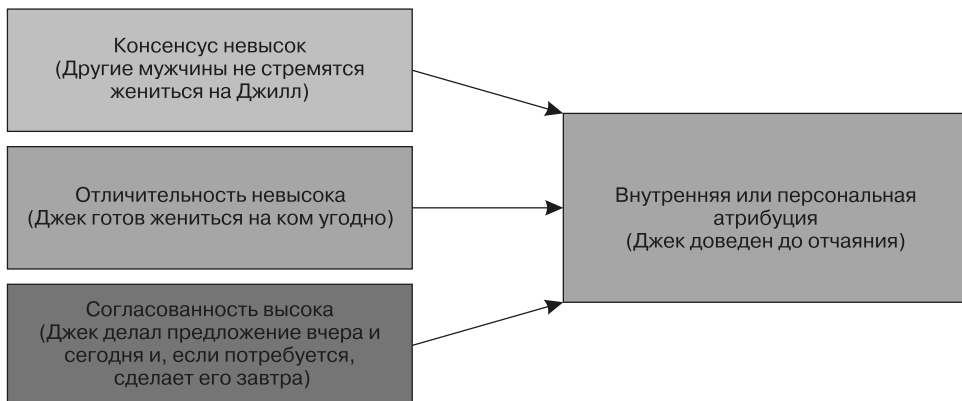 Консенсус невысок
(Другие мужчины не стремятся
жениться на Джилл)
Отличительность невысока
(Джек готов жениться на ком угодно)
Согласованность высока
(Джек делал предложение вчера и
сегодня и, если потребуется,
сделает его завтра)
Внутренняя или персональная
атрибуция
(Джек доведен до отчаяния)